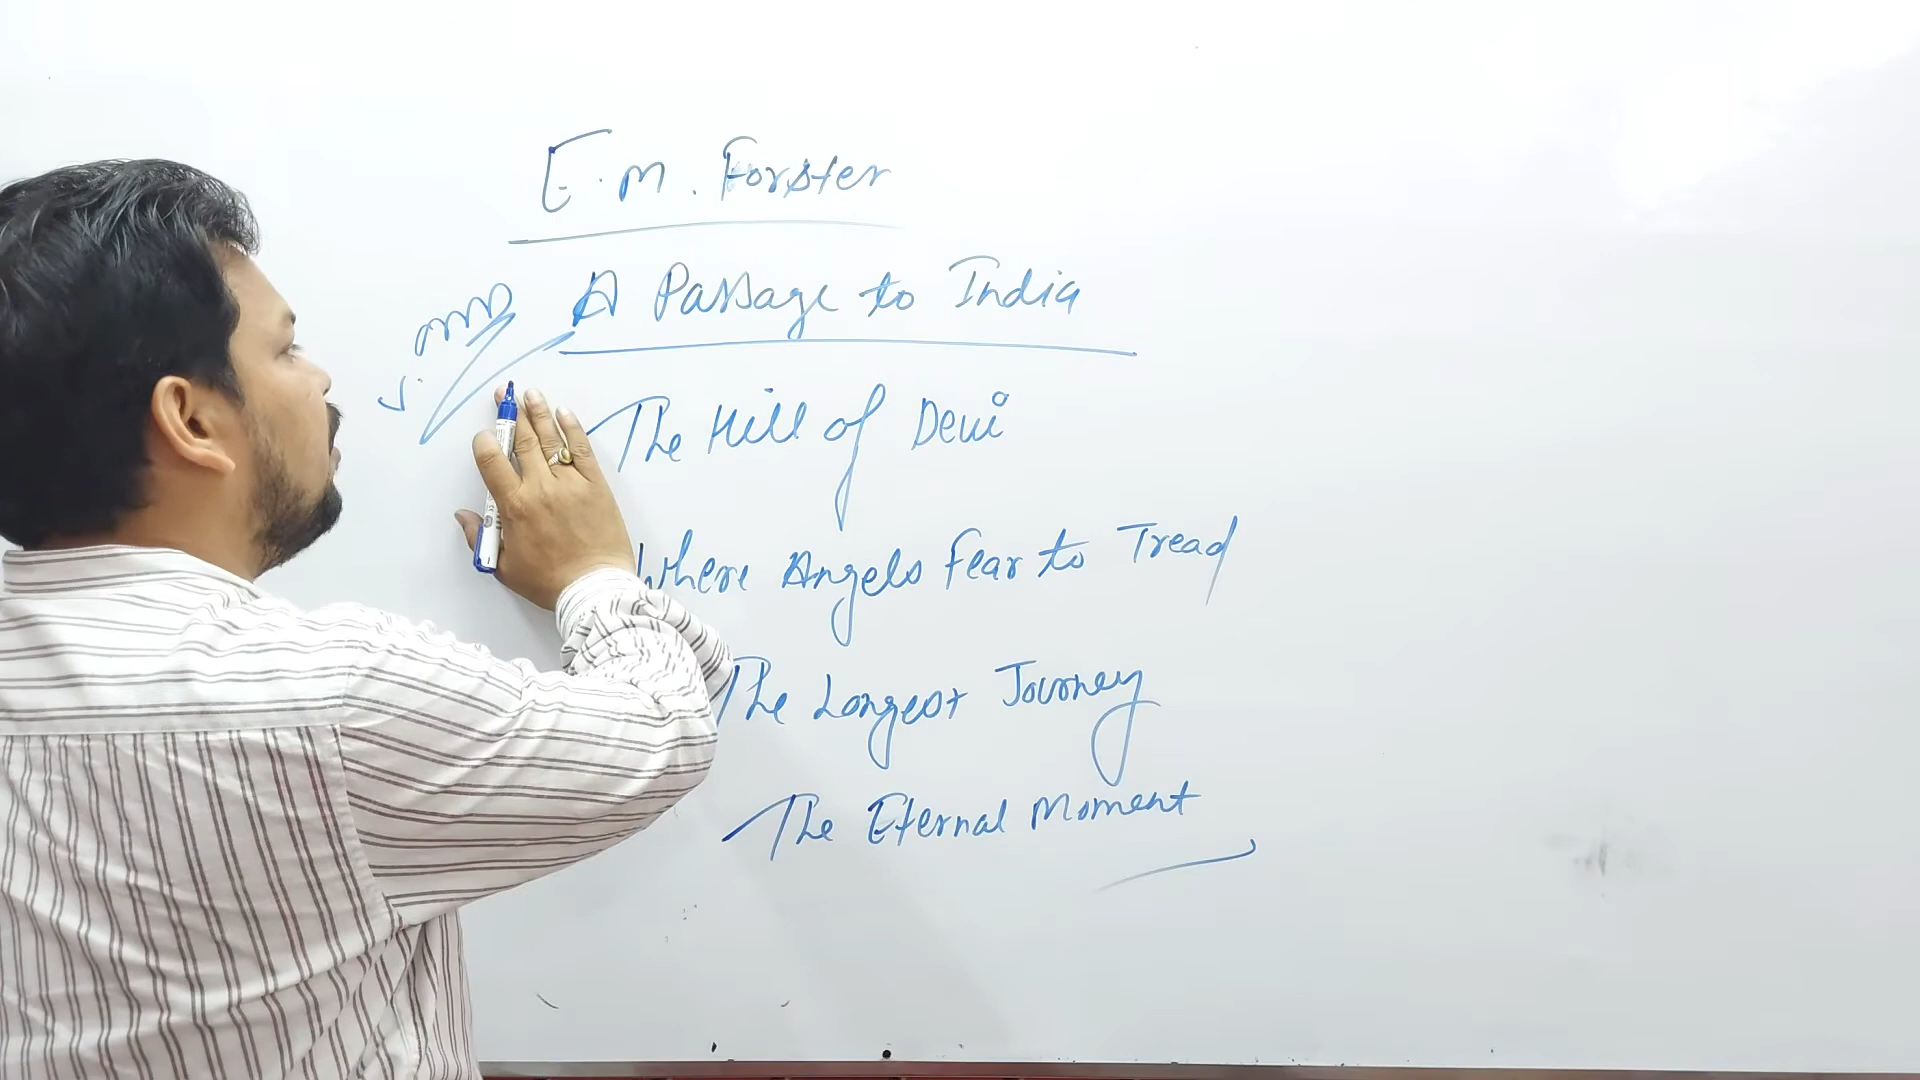 E. M. Forster
A Passage to India
The Hill of Devi
Where Angels Fear to Tread
The Longest Journey
The Eternal Moment